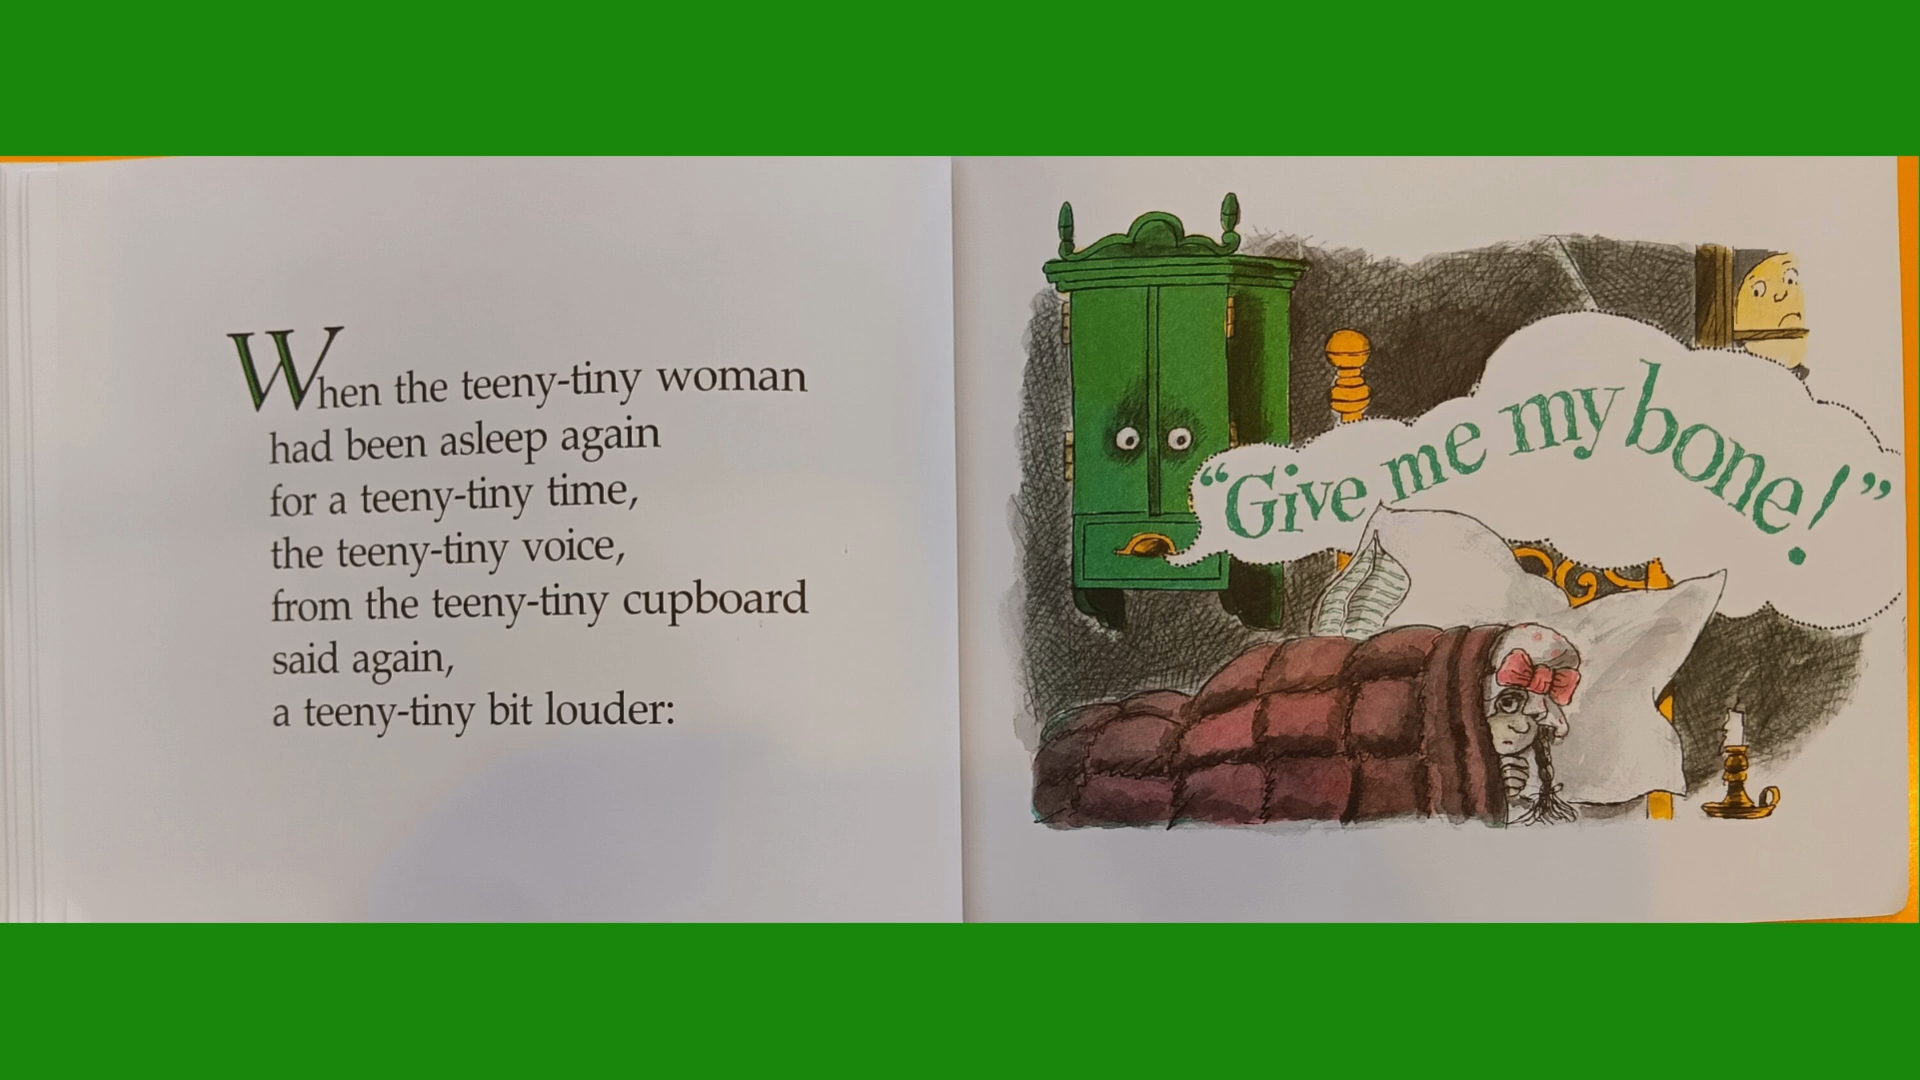 When the teeny-tiny woman
had been asleep again
for a teeny-tiny time,
the teeny-tiny voice,
from the teeny-tiny cupboard
said again,
a teeny-tiny bit louder:
“Give me my bone!”